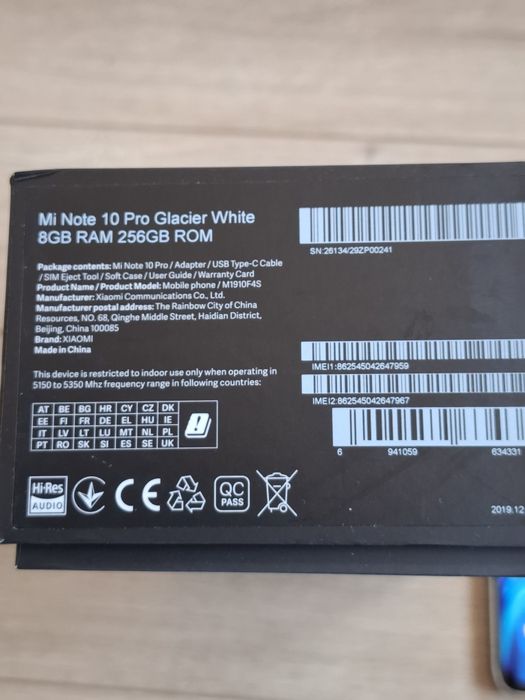 Mi Note 10 Pro Glacier White
8GB RAM 256GB ROM
Package contents: Mi Note 10 Pro / Adapter / USB Type-C Cable
/ SIM Eject Tool / Soft Case / User Guide / Warranty Card
Product Name / Product Model: Mobile phone / M1910F4S
Manufacturer: Xiaomi Communications Co., Ltd.
Manufacturer postal address: The Rainbow City of China
Resources, NO. 68, Qinghe Middle Street, Haidian District,
Beijing, China 100085
Brand: XIAOMI
Made in China
This device is restricted to indoor use only when operating in
5150 to 5350 Mhz frequency range in following countries:
AT BE BG HR CY CZ DK
EE FI FR DE EL HU IE
IT LV LT LU MT NL PL
PT RO SK SI ES SE UK
Hi-Res
AUDIO
CE
QC
PASS
SN:26134/29ZP00241
IMEI1:862545042647959
IMEI2:862545042647967
6 941059 634331
2019.12